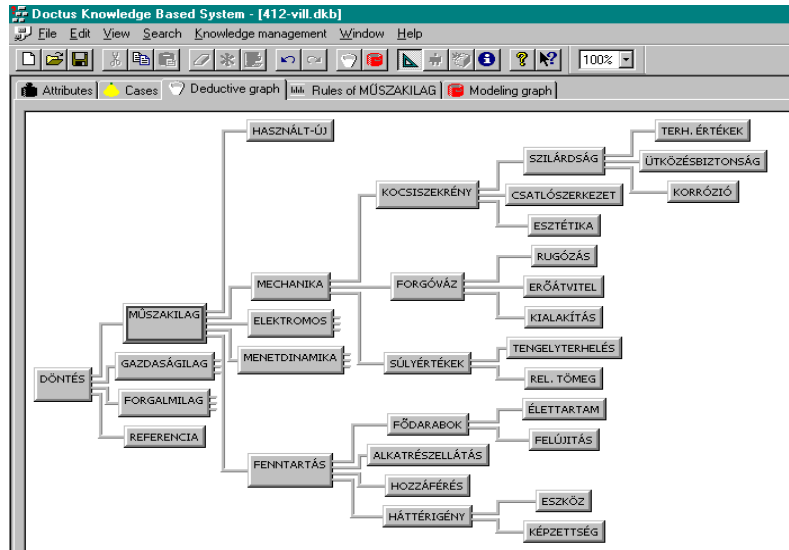 Doctus Knowledge Based System - [412-vill.dkb]
File Edit View Search Knowledge management Window Help
100%
Attributes Cases Deductive graph Rules of MŰSZAKILAG Modeling graph
HASZNÁLT-ÚJ
TERH. ÉRTÉKEK
SZILÁRDSÁG
ÜTKÖZÉSBIZTONSÁG
KOCSISZEKRÉNY
CSATLÓSZERKEZET
KORRÓZIÓ
ESZTÉTIKA
RUGÓZÁS
MECHANIKA
FORGÓVÁZ
ERŐÁTVITEL
MŰSZAKILAG
ELEKTROMOS
KIALAKÍTÁS
TENGELYTERHELÉS
GAZDASÁGILAG
MENETDINAMIKA
SÚLYÉRTÉKEK
DÖNTÉS
REL. TÖMEG
FORGALMILAG
ÉLETTARTAM
FŐDARABOK
REFERENCIA
FELÚJITÁS
ALKATRÉSZELLÁTÁS
FENNTARTÁS
HOZZÁFÉRÉS
ESZKÖZ
HÁTTÉRIGÉNY
KÉPZETTSÉG